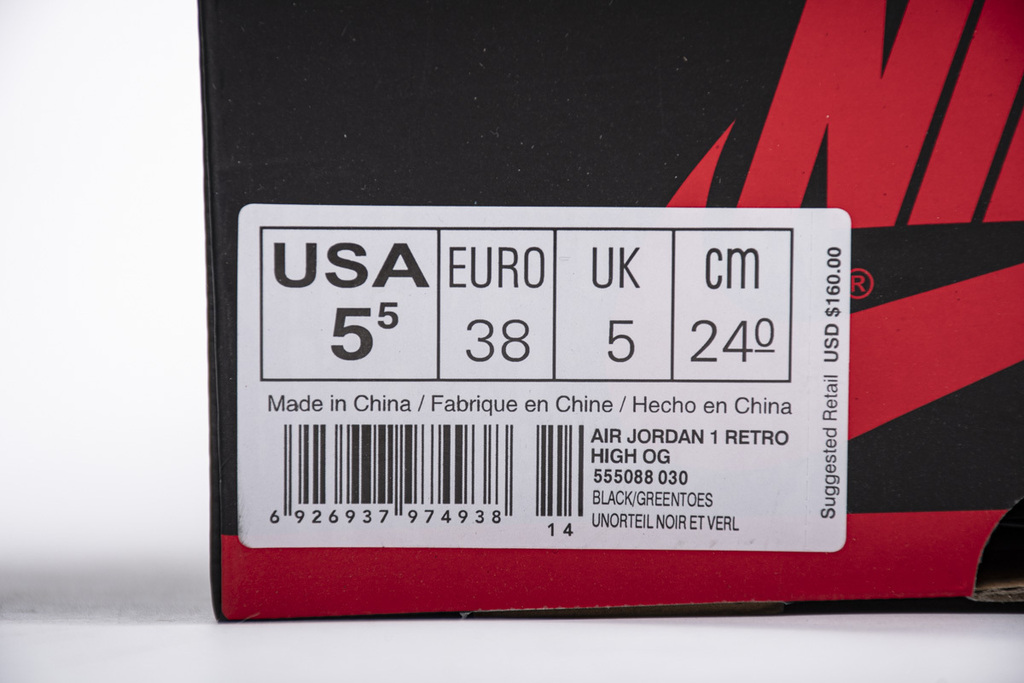 NI
®
USA EURO UK cm
5⁵ 38 5 24⁰
Made in China / Fabrique en Chine / Hecho en China
AIR JORDAN 1 RETRO
HIGH OG
555088 030
BLACK/GREENTOES
UNORTEIL NOIR ET VERL
6 926937 974938
14
Suggested Retail USD $160.00